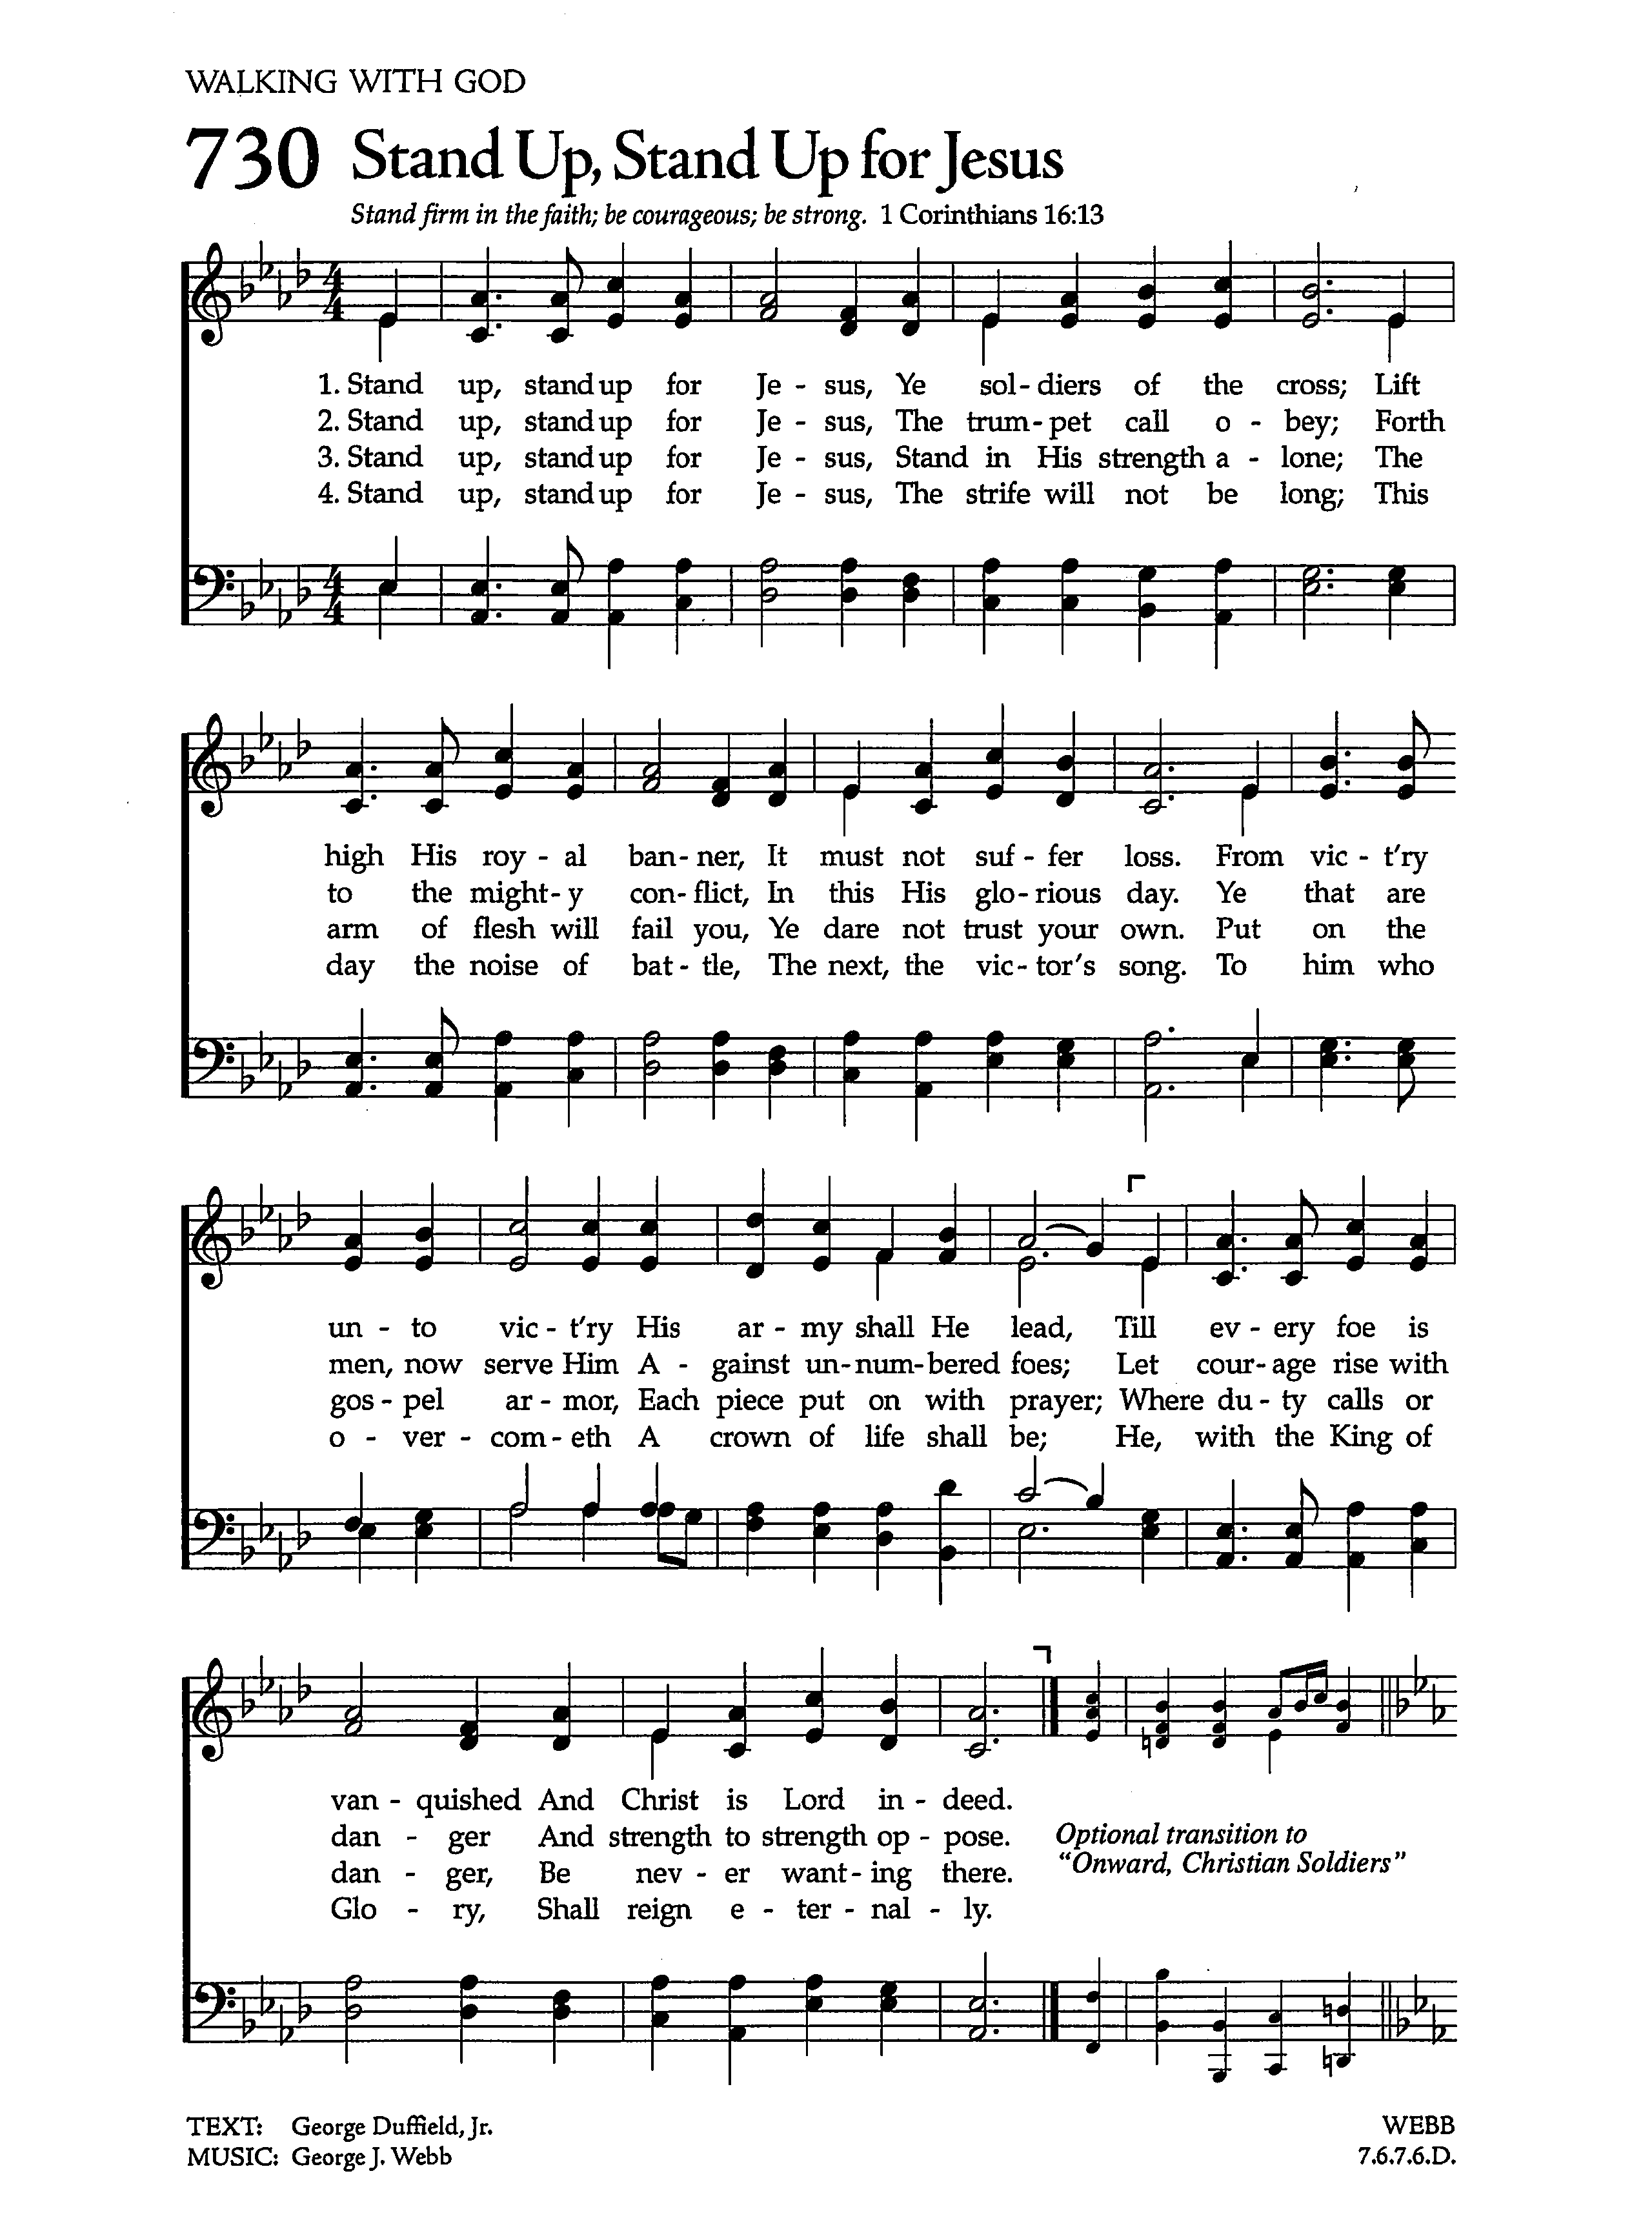 WALKING WITH GOD
730 Stand Up, Stand Up for Jesus
Stand firm in the faith; be courageous; be strong. 1 Corinthians 16:13
4
4
1. Stand up, stand up for Je - sus, Ye sol - diers of the cross; Lift
2. Stand up, stand up for Je - sus, The trum - pet call o - bey; Forth
3. Stand up, stand up for Je - sus, Stand in His strength a - lone; The
4. Stand up, stand up for Je - sus, The strife will not be long; This
4
4
high His roy - al ban - ner, It must not suf - fer loss. From vic - t'ry
to the might - y con - flict, In this His glo - rious day. Ye that are
arm of flesh will fail you, Ye dare not trust your own. Put on the
day the noise of bat - tle, The next, the vic - tor's song. To him who
un - to vic - t'ry His ar - my shall He lead, Till ev - ery foe is
men, now serve Him A - gainst un - num - bered foes; Let cour - age rise with
gos - pel ar - mor, Each piece put on with prayer; Where du - ty calls or
o - ver - com - eth A crown of life shall be; He, with the King of
van - quished And Christ is Lord in - deed.
dan - ger And strength to strength op - pose.
dan - ger, Be nev - er want - ing there.
Glo - ry, Shall reign e - ter - nal - ly.
Optional transition to
"Onward, Christian Soldiers"
TEXT: George Duffield, Jr.
MUSIC: George J. Webb
WEBB
7.6.7.6.D.